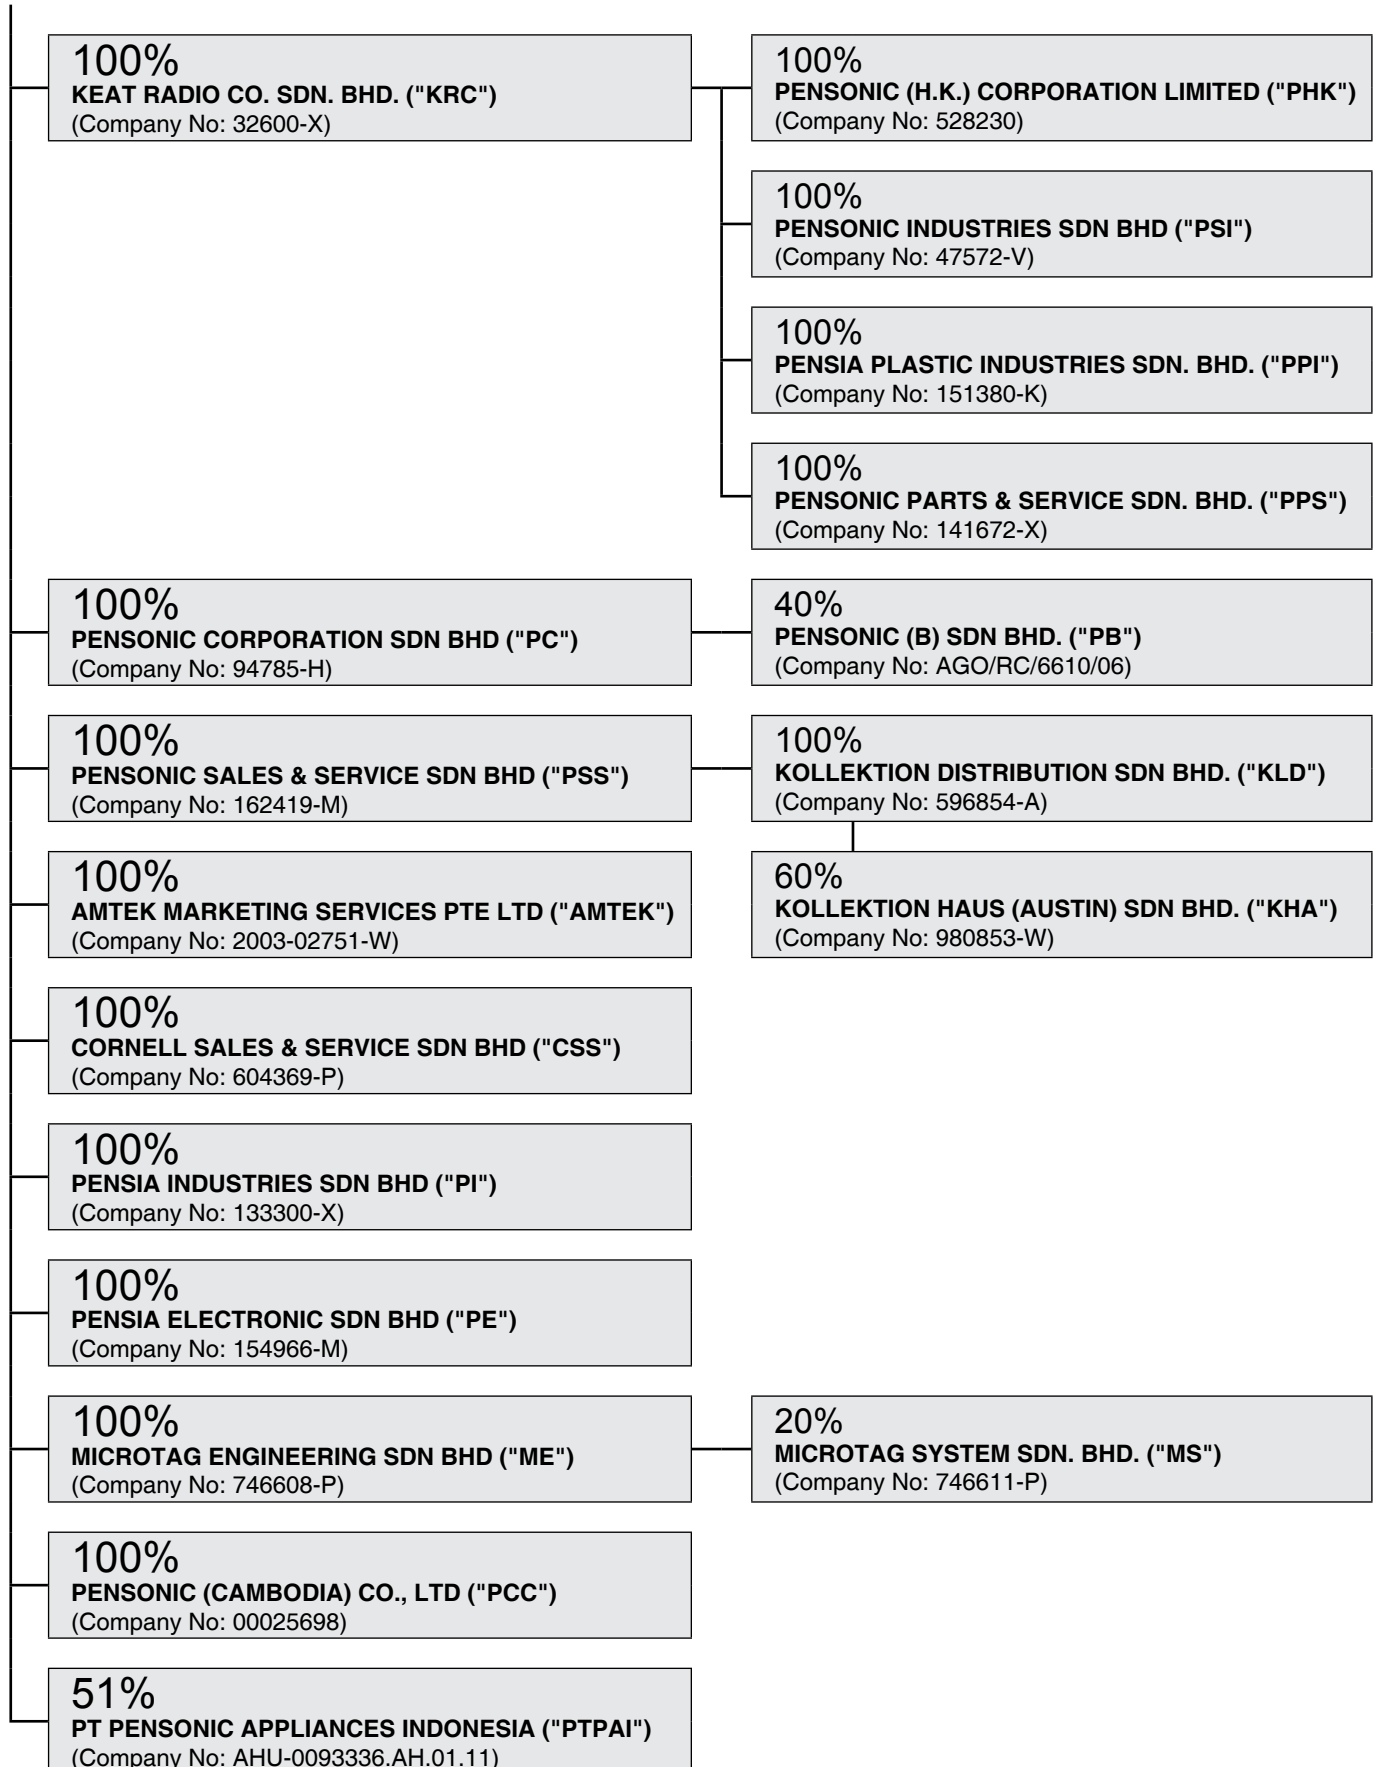 100%
KEAT RADIO CO. SDN. BHD. ("KRC")
(Company No: 32600-X)
100%
PENSONIC (H.K.) CORPORATION LIMITED ("PHK")
(Company No: 528230)
100%
PENSONIC INDUSTRIES SDN BHD ("PSI")
(Company No: 47572-V)
100%
PENSIA PLASTIC INDUSTRIES SDN. BHD. ("PPI")
(Company No: 151380-K)
100%
PENSONIC PARTS & SERVICE SDN. BHD. ("PPS")
(Company No: 141672-X)
100%
PENSONIC CORPORATION SDN BHD ("PC")
(Company No: 94785-H)
40%
PENSONIC (B) SDN BHD. ("PB")
(Company No: AGO/RC/6610/06)
100%
PENSONIC SALES & SERVICE SDN BHD ("PSS")
(Company No: 162419-M)
100%
KOLLEKTION DISTRIBUTION SDN BHD. ("KLD")
(Company No: 596854-A)
100%
AMTEK MARKETING SERVICES PTE LTD ("AMTEK")
(Company No: 2003-02751-W)
60%
KOLLEKTION HAUS (AUSTIN) SDN BHD. ("KHA")
(Company No: 980853-W)
100%
CORNELL SALES & SERVICE SDN BHD ("CSS")
(Company No: 604369-P)
100%
PENSIA INDUSTRIES SDN BHD ("PI")
(Company No: 133300-X)
100%
PENSIA ELECTRONIC SDN BHD ("PE")
(Company No: 154966-M)
100%
MICROTAG ENGINEERING SDN BHD ("ME")
(Company No: 746608-P)
20%
MICROTAG SYSTEM SDN. BHD. ("MS")
(Company No: 746611-P)
100%
PENSONIC (CAMBODIA) CO., LTD ("PCC")
(Company No: 00025698)
51%
PT PENSONIC APPLIANCES INDONESIA ("PTPAI")
(Company No: AHU-0093336.AH.01.11)